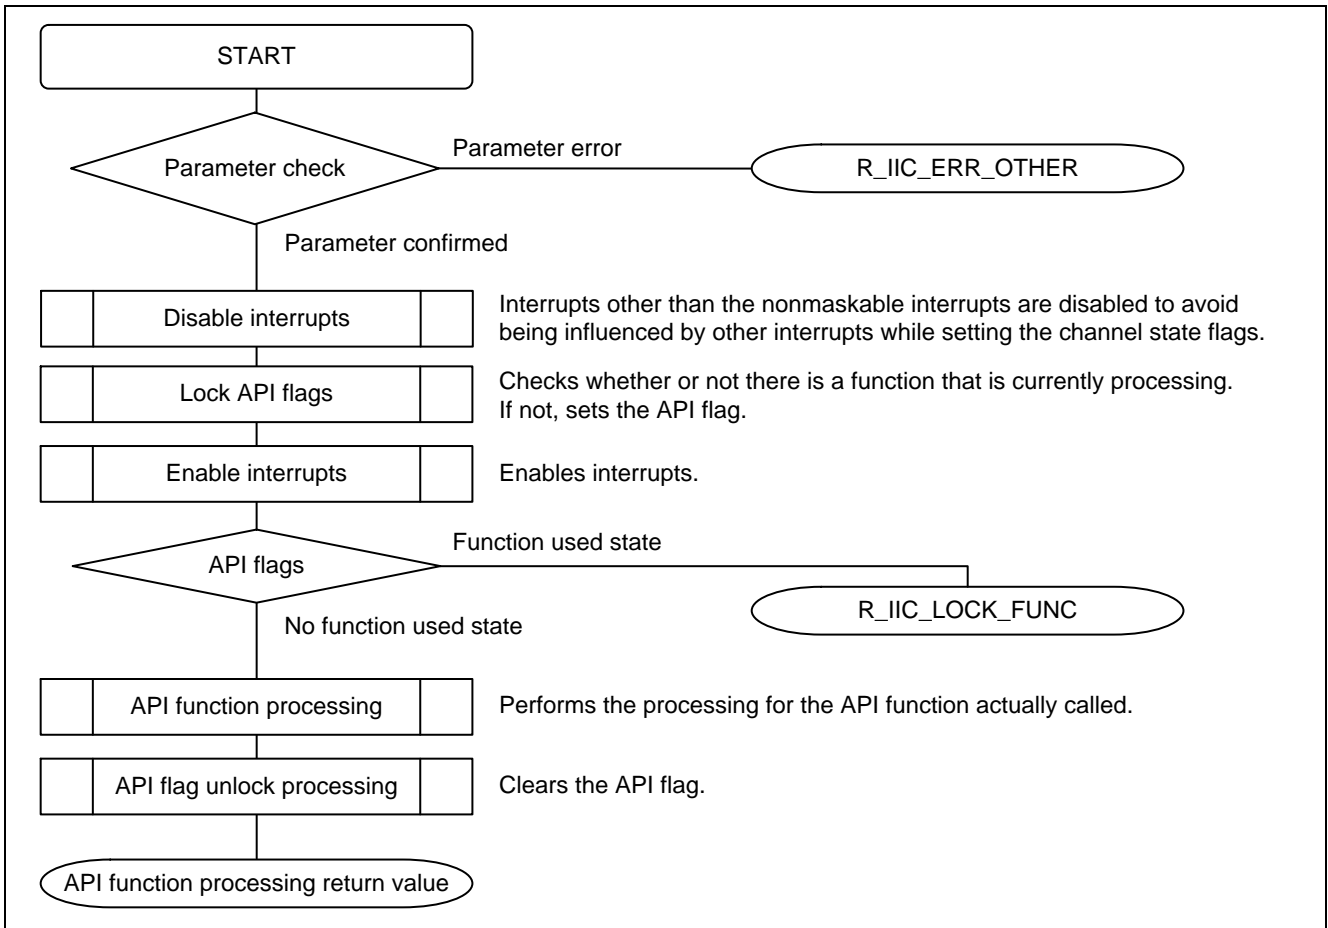 START
Parameter check
Parameter error
R_IIC_ERR_OTHER
Parameter confirmed
Disable interrupts
Interrupts other than the nonmaskable interrupts are disabled to avoid
being influenced by other interrupts while setting the channel state flags.
Lock API flags
Checks whether or not there is a function that is currently processing.
If not, sets the API flag.
Enable interrupts
Enables interrupts.
API flags
Function used state
R_IIC_LOCK_FUNC
No function used state
API function processing
Performs the processing for the API function actually called.
API flag unlock processing
Clears the API flag.
API function processing return value